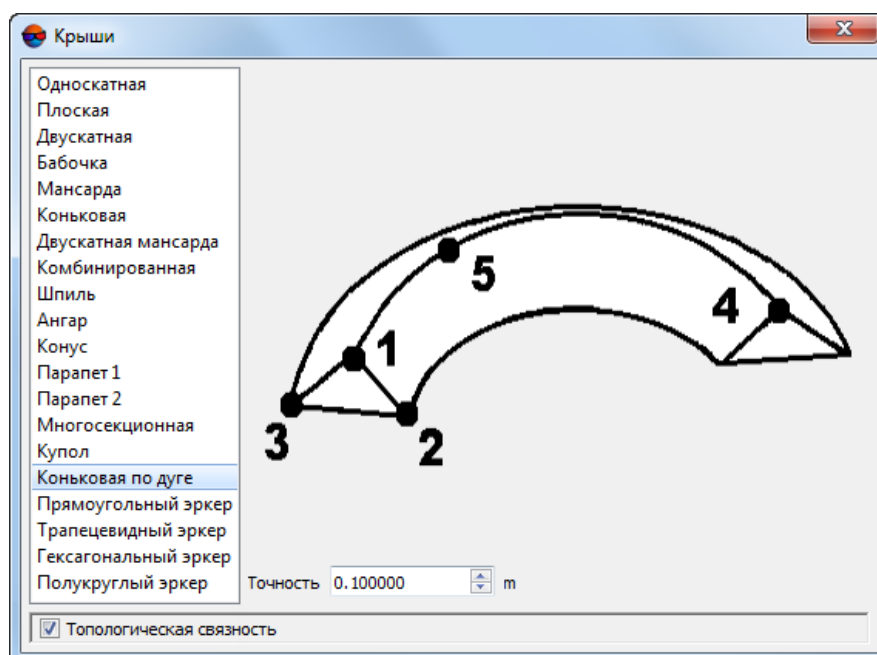 Крыши
Односкатная
Плоская
Двускатная
Бабочка
Мансарда
Коньковая
Двускатная мансарда
Комбинированная
Шпиль
Ангар
Конус
Парапет 1
Парапет 2
Многосекционная
Купол
Коньковая по дуге
Прямоугольный эркер
Трапецевидный эркер
Гексагональный эркер
Полукруглый эркер
5
4
1
3
2
Точность 0.100000 m
Топологическая связность